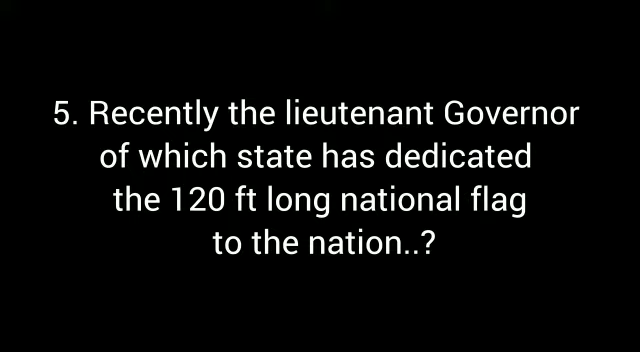 5. Recently the lieutenant Governor
of which state has dedicated
the 120 ft long national flag
to the nation..?